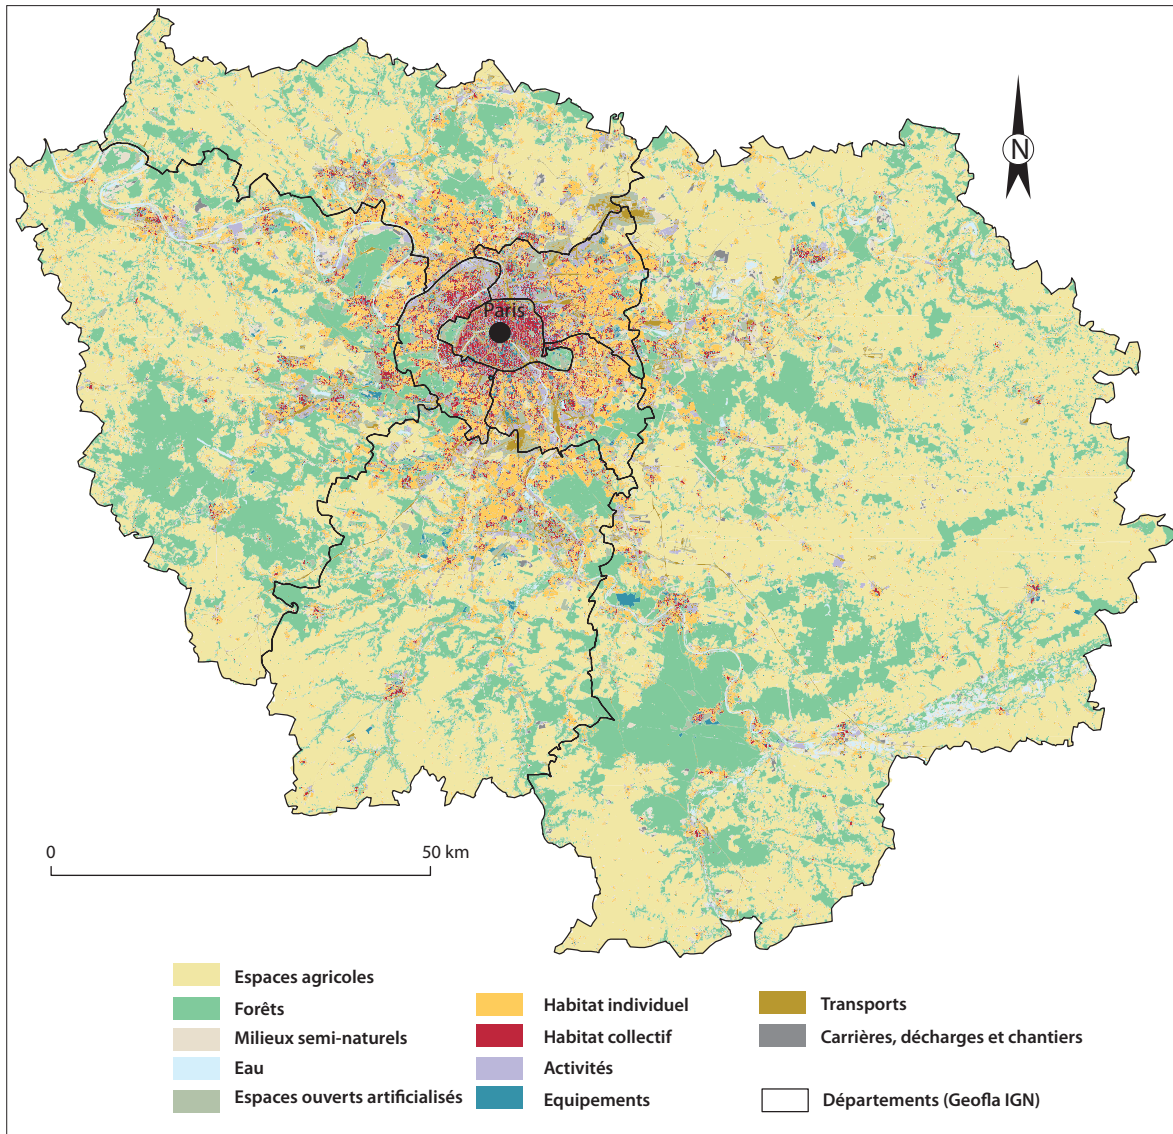 N
Paris
0
50 km
Espaces agricoles
Forêts
Milieux semi-naturels
Eau
Espaces ouverts artificialisés
Habitat individuel
Habitat collectif
Activités
Equipements
Transports
Carrières, décharges et chantiers
Départements (Geofla IGN)